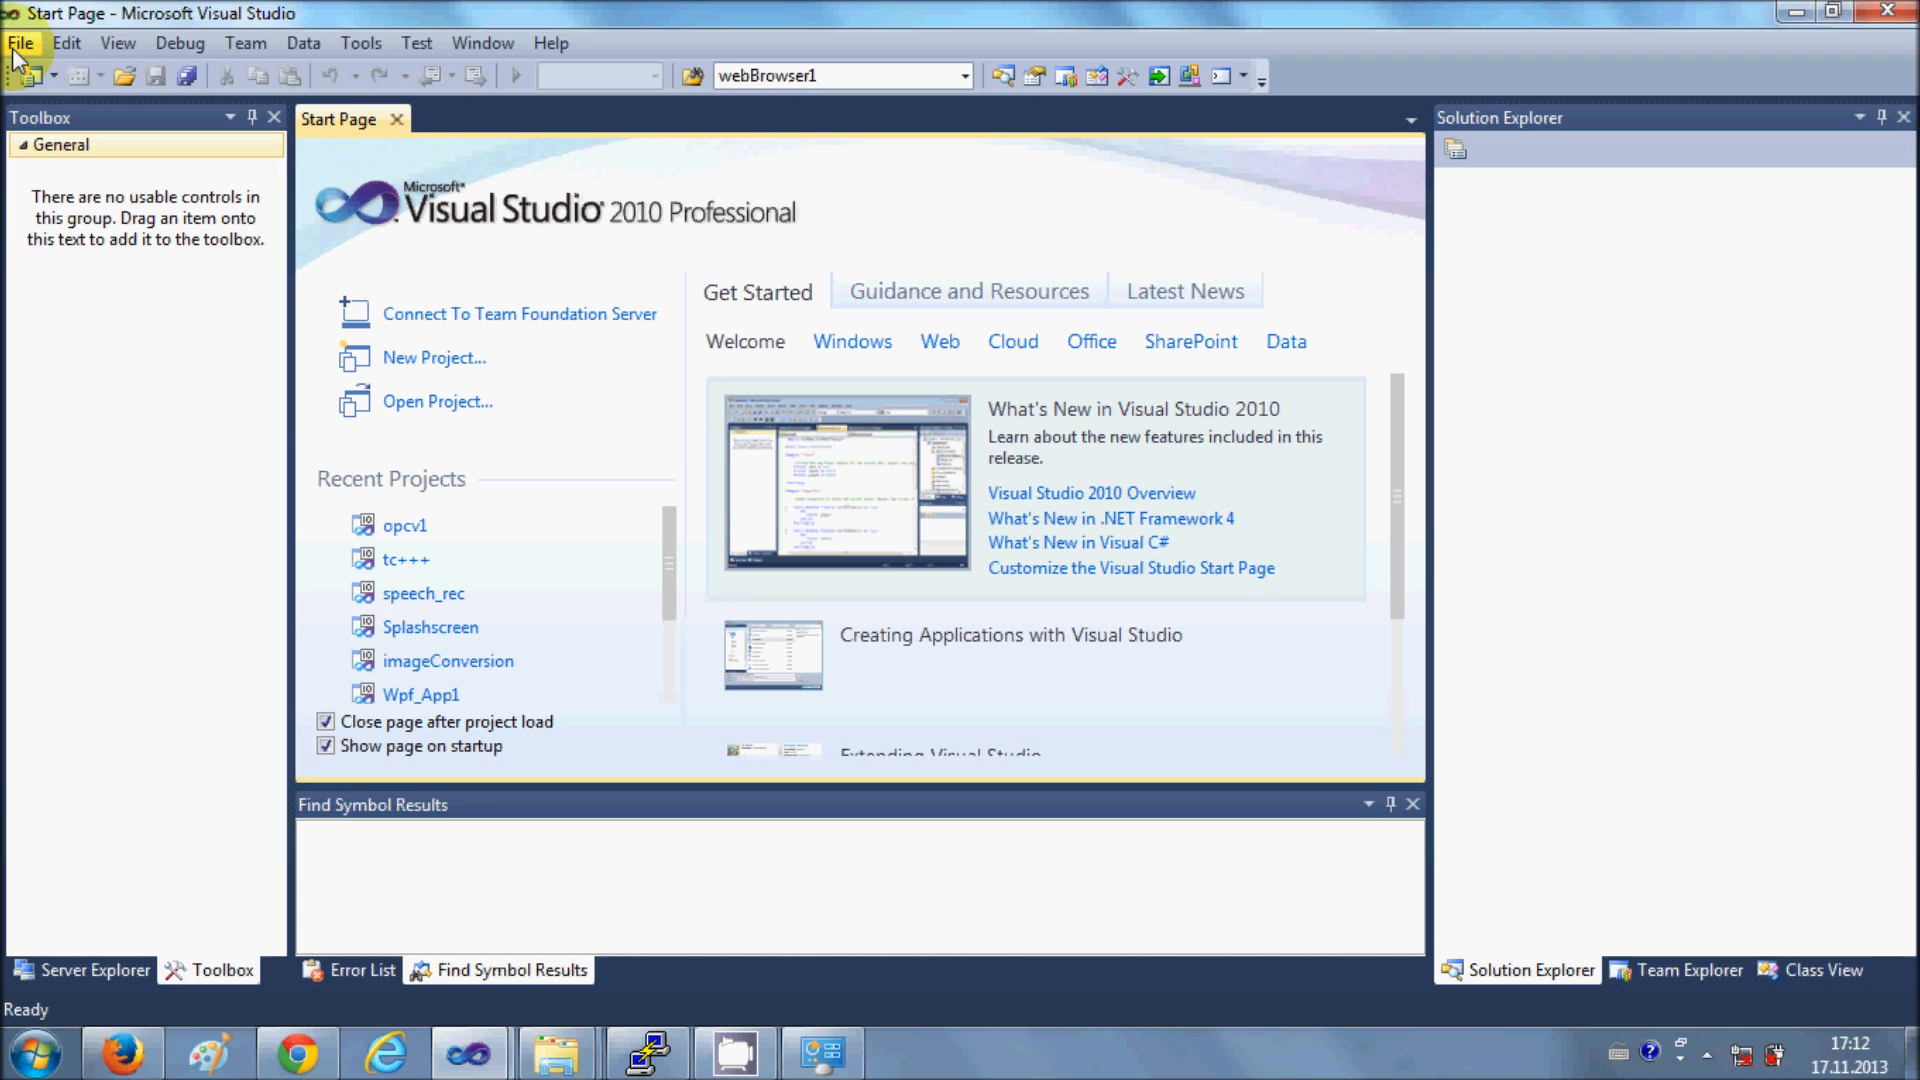 Start Page - Microsoft Visual Studio
File Edit View Debug Team Data Tools Test Window Help
webBrowser1
Toolbox
General
There are no usable controls in
this group. Drag an item onto
this text to add it to the toolbox.
Start Page
Microsoft®
Visual Studio® 2010 Professional
Connect To Team Foundation Server
New Project...
Open Project...
Recent Projects
opcv1
tc+++
speech_rec
Splashscreen
imageConversion
Wpf_App1
Close page after project load
Show page on startup
Get Started Guidance and Resources Latest News
Welcome Windows Web Cloud Office SharePoint Data
What's New in Visual Studio 2010
Learn about the new features included in this
release.
Visual Studio 2010 Overview
What's New in .NET Framework 4
What's New in Visual C#
Customize the Visual Studio Start Page
Creating Applications with Visual Studio
Extending Visual Studio
Find Symbol Results
Solution Explorer
Server Explorer Toolbox
Error List Find Symbol Results
Solution Explorer Team Explorer Class View
Ready
17:12
17.11.2013